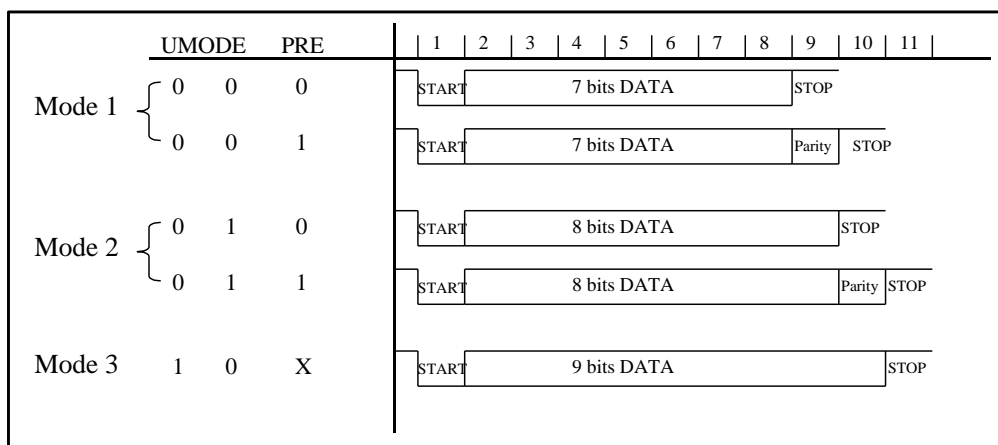 UMODE PRE 1 2 3 4 5 6 7 8 9 10 11
Mode 1
0 0 0 START 7 bits DATA STOP
0 0 1 START 7 bits DATA Parity STOP
Mode 2
0 1 0 START 8 bits DATA STOP
0 1 1 START 8 bits DATA Parity STOP
Mode 3 1 0 X START 9 bits DATA STOP